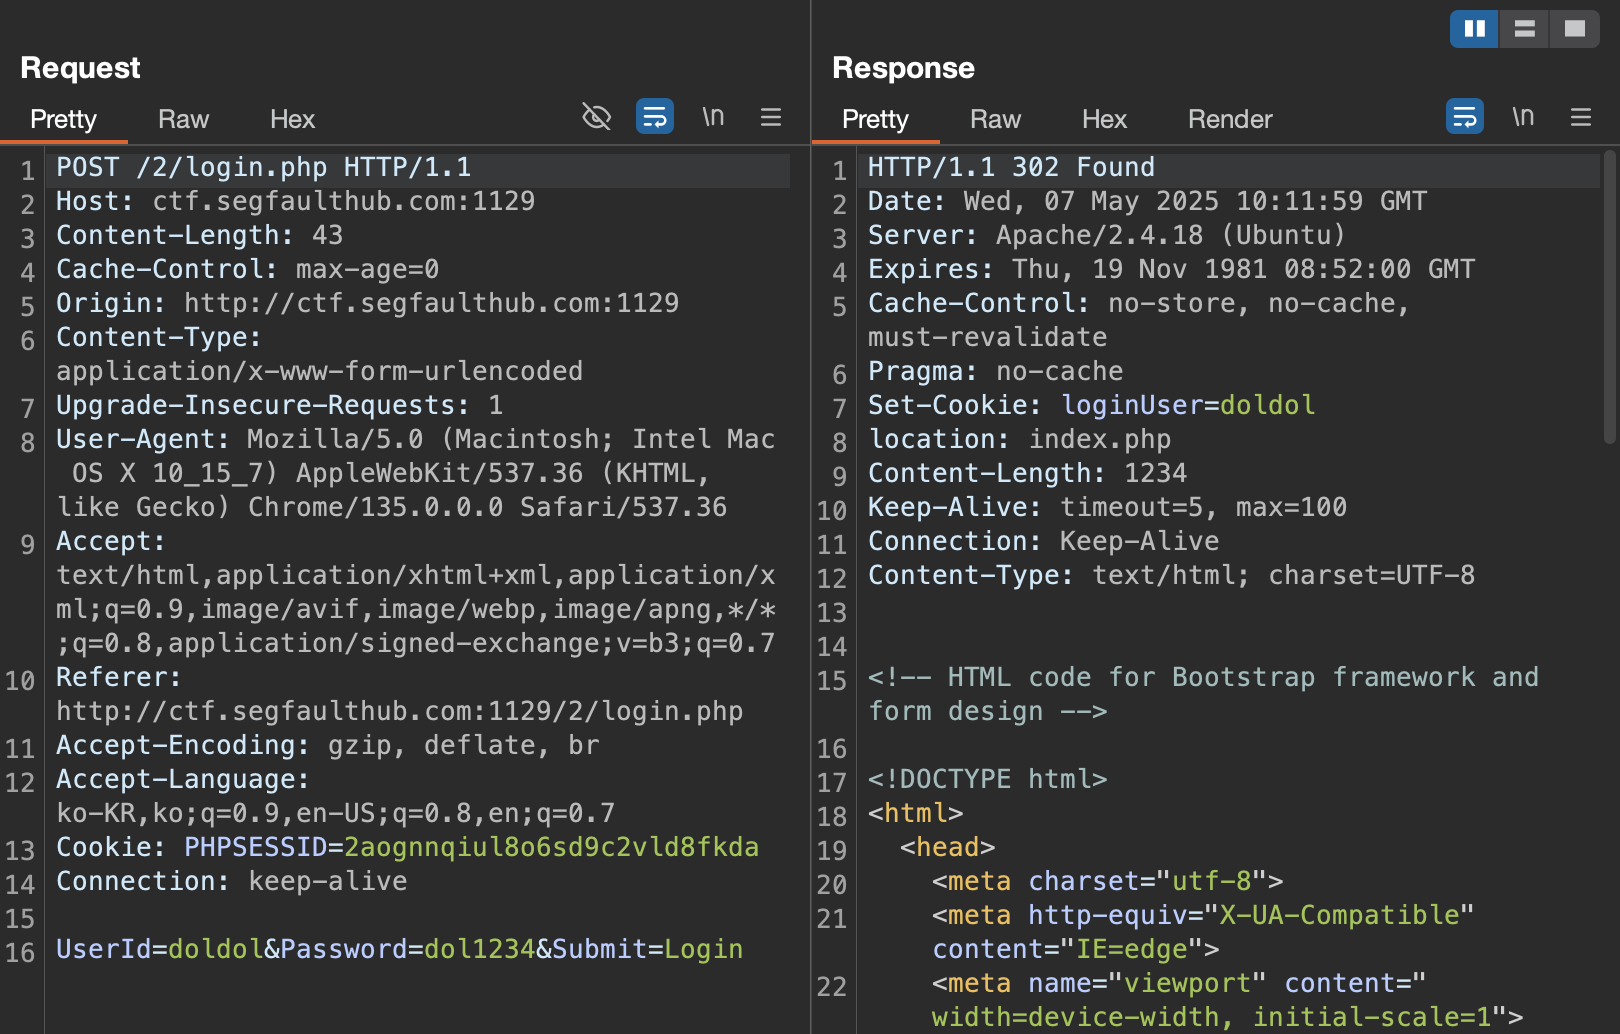 Request
Pretty
Raw
Hex
\n
1 POST /2/login.php HTTP/1.1
2 Host: ctf.segfaulthub.com:1129
3 Content-Length: 43
4 Cache-Control: max-age=0
5 Origin: http://ctf.segfaulthub.com:1129
6 Content-Type:
application/x-www-form-urlencoded
7 Upgrade-Insecure-Requests: 1
8 User-Agent: Mozilla/5.0 (Macintosh; Intel Mac
OS X 10_15_7) AppleWebKit/537.36 (KHTML,
like Gecko) Chrome/135.0.0.0 Safari/537.36
9 Accept:
text/html,application/xhtml+xml,application/x
ml;q=0.9,image/avif,image/webp,image/apng,*/*
;q=0.8,application/signed-exchange;v=b3;q=0.7
10 Referer:
http://ctf.segfaulthub.com:1129/2/login.php
11 Accept-Encoding: gzip, deflate, br
12 Accept-Language:
ko-KR,ko;q=0.9,en-US;q=0.8,en;q=0.7
13 Cookie: PHPSESSID=2aognnqiul8o6sd9c2vld8fkda
14 Connection: keep-alive
15
16 UserId=doldol&Password=dol1234&Submit=Login
Response
Pretty
Raw
Hex
Render
\n
1 HTTP/1.1 302 Found
2 Date: Wed, 07 May 2025 10:11:59 GMT
3 Server: Apache/2.4.18 (Ubuntu)
4 Expires: Thu, 19 Nov 1981 08:52:00 GMT
5 Cache-Control: no-store, no-cache,
must-revalidate
6 Pragma: no-cache
7 Set-Cookie: loginUser=doldol
8 location: index.php
9 Content-Length: 1234
10 Keep-Alive: timeout=5, max=100
11 Connection: Keep-Alive
12 Content-Type: text/html; charset=UTF-8
13
14
15 <!-- HTML code for Bootstrap framework and
form design -->
16
17 <!DOCTYPE html>
18 <html>
19 <head>
20 <meta charset="utf-8">
21 <meta http-equiv="X-UA-Compatible"
content="IE=edge">
22 <meta name="viewport" content="
width=device-width, initial-scale=1">